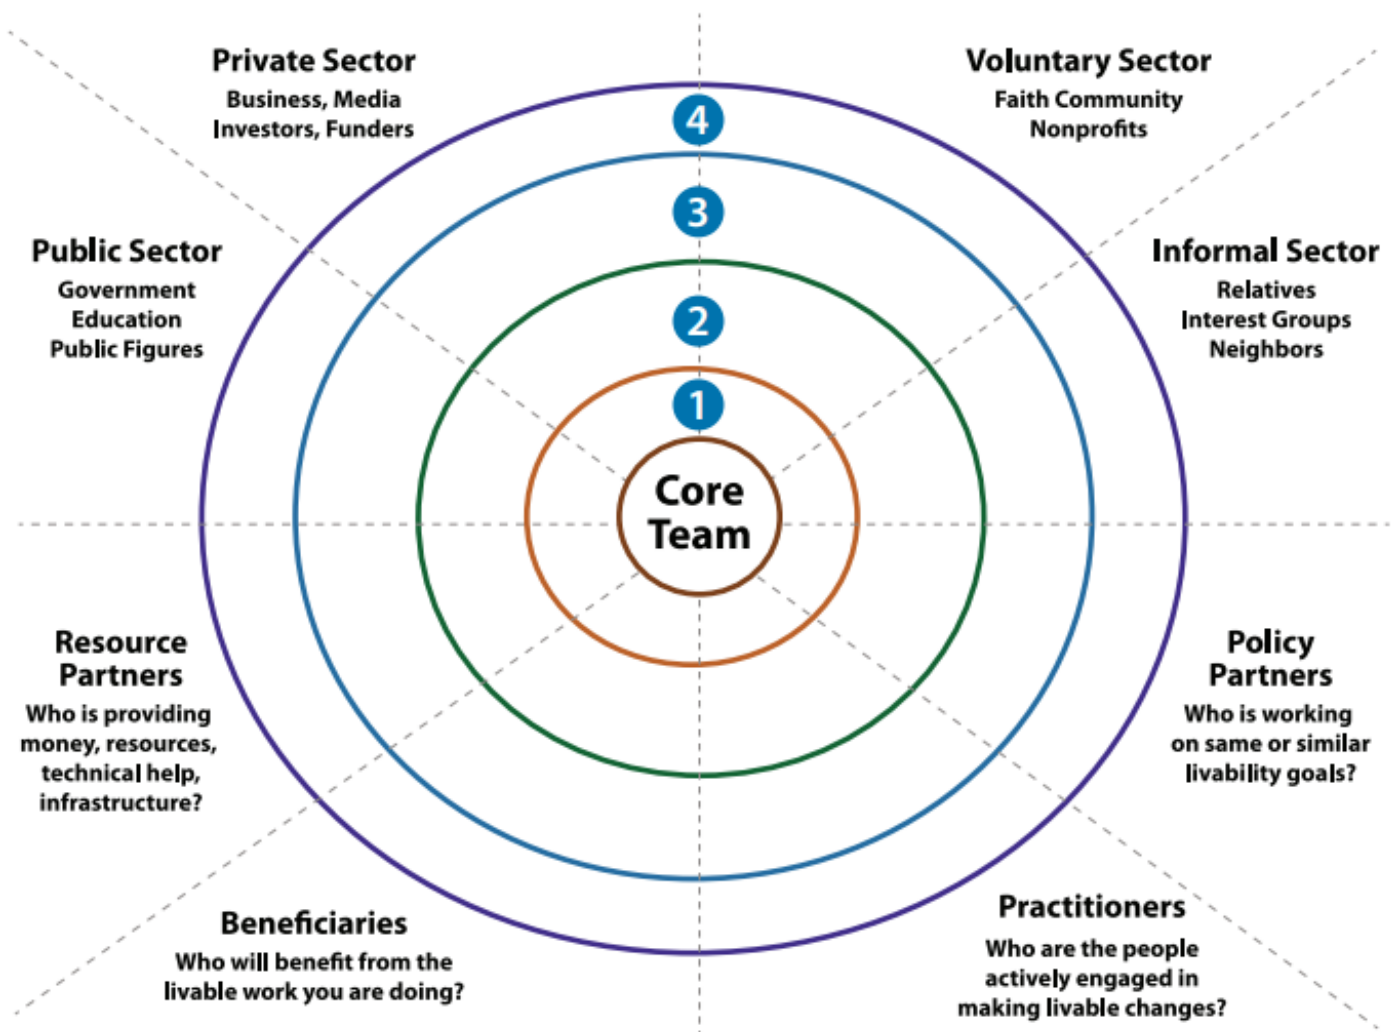 Private Sector
Business, Media
Investors, Funders
Voluntary Sector
Faith Community
Nonprofits
4
3
2
1
Public Sector
Government
Education
Public Figures
Informal Sector
Relatives
Interest Groups
Neighbors
Core
Team
Resource
Partners
Who is providing
money, resources,
technical help,
infrastructure?
Policy
Partners
Who is working
on same or similar
livability goals?
Beneficiaries
Who will benefit from the
livable work you are doing?
Practitioners
Who are the people
actively engaged in
making livable changes?